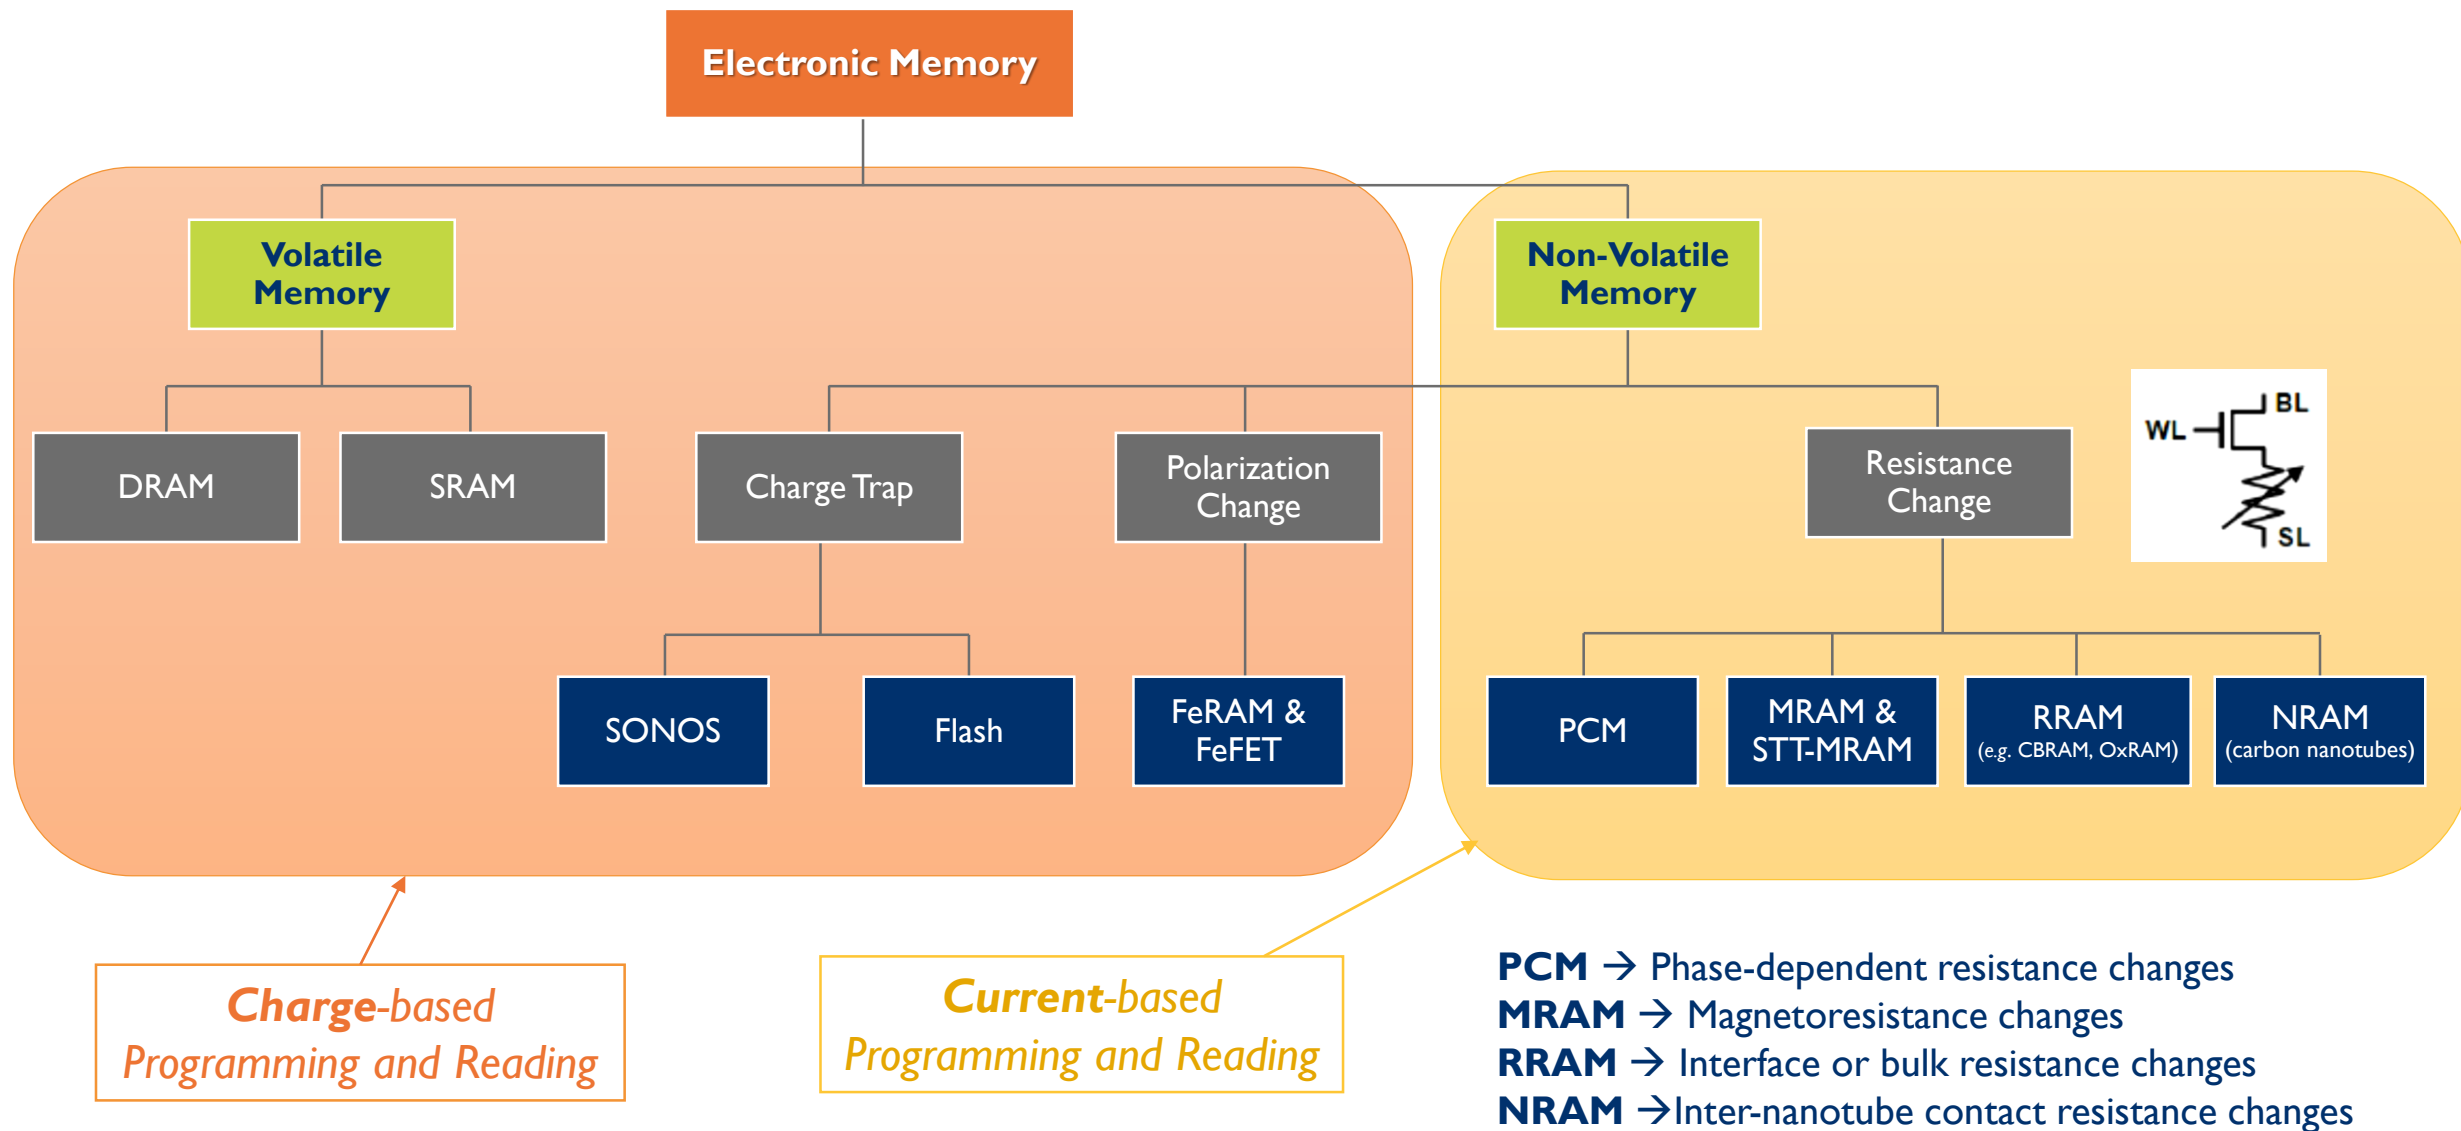 Electronic Memory
Volatile
Memory
Non-Volatile
Memory
DRAM
SRAM
Charge Trap
Polarization
Change
Resistance
Change
WL
BL
SL
SONOS
Flash
FeRAM &
FeFET
PCM
MRAM &
STT-MRAM
RRAM
(e.g. CBRAM, OxRAM)
NRAM
(carbon nanotubes)
Charge-based
Programming and Reading
Current-based
Programming and Reading
PCM → Phase-dependent resistance changes
MRAM → Magnetoresistance changes
RRAM → Interface or bulk resistance changes
NRAM →Inter-nanotube contact resistance changes